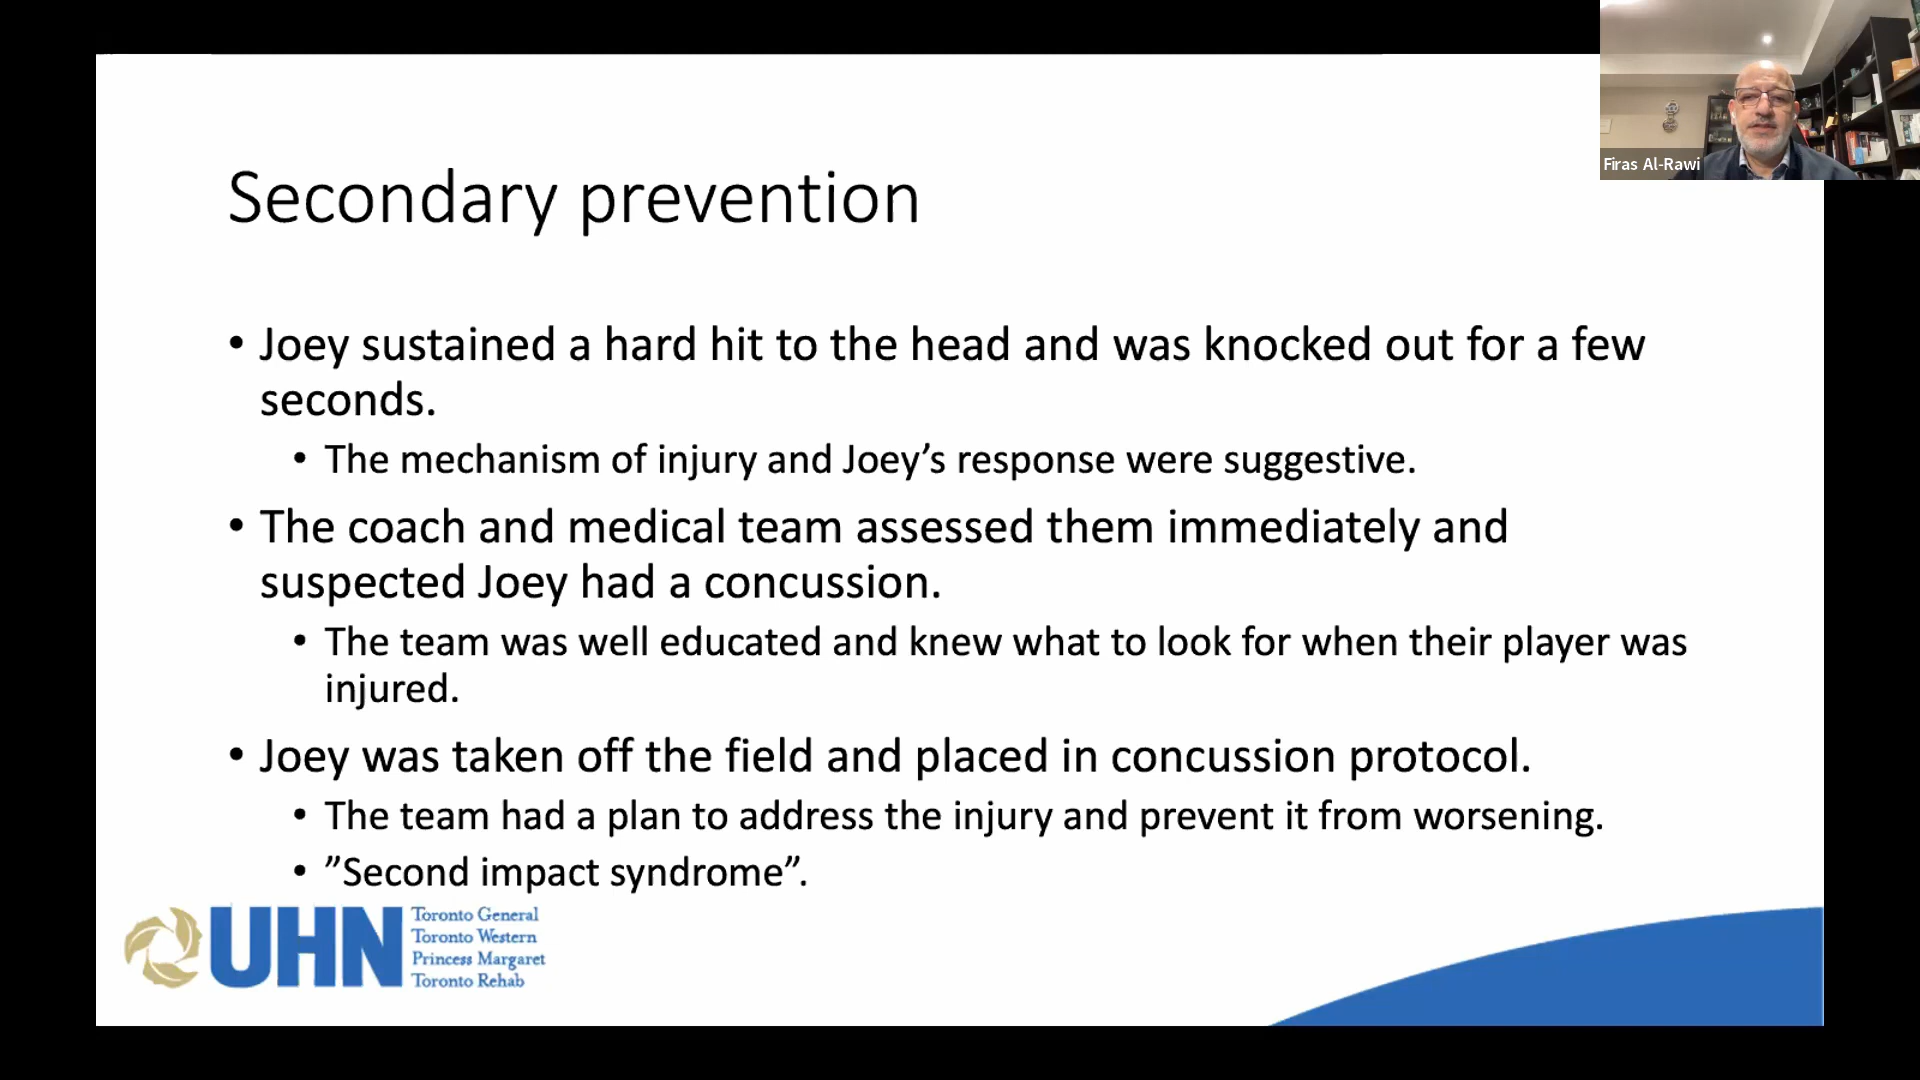 Secondary prevention
• Joey sustained a hard hit to the head and was knocked out for a few
seconds.
• The mechanism of injury and Joey’s response were suggestive.
• The coach and medical team assessed them immediately and
suspected Joey had a concussion.
• The team was well educated and knew what to look for when their player was
injured.
• Joey was taken off the field and placed in concussion protocol.
• The team had a plan to address the injury and prevent it from worsening.
• ”Second impact syndrome”.
UHN
Toronto General
Toronto Western
Princess Margaret
Toronto Rehab
Firas Al-Rawi